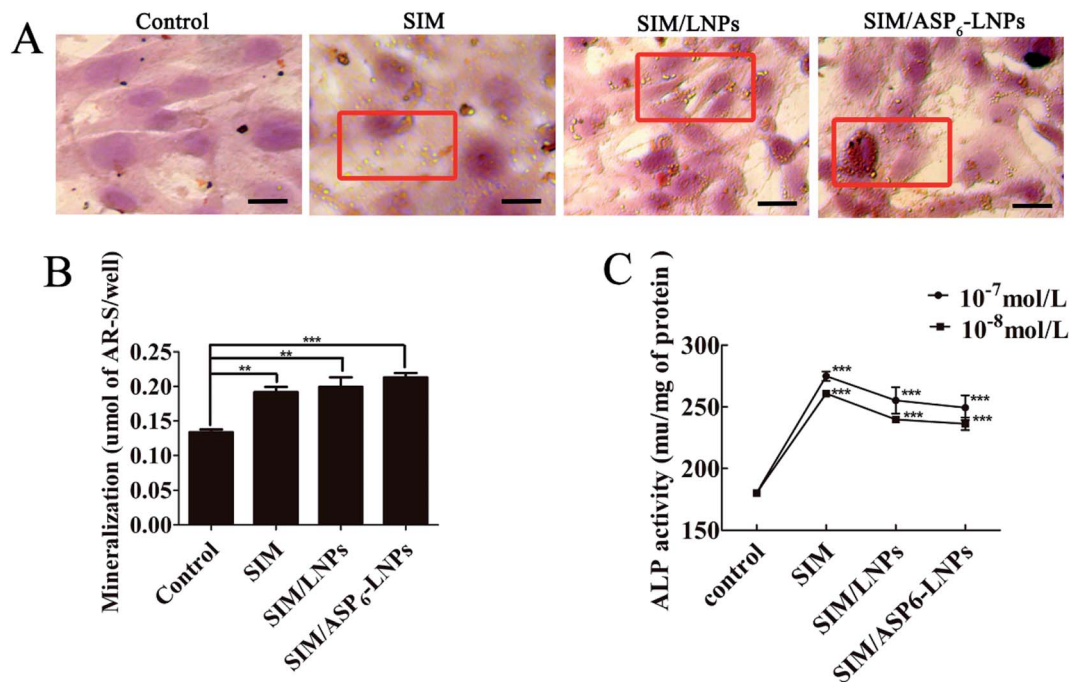 A
Control
SIM
SIM/LNPs
SIM/ASP₆-LNPs
B
Mineralization (umol of AR-S/well)
0.25
0.20
0.15
0.10
0.05
0.00
***
**
**
Control
SIM
SIM/LNPs
SIM/ASP₆-LNPs
C
10⁻⁷mol/L
10⁻⁸mol/L
ALP activity (mu/mg of protein )
300
250
200
150
***
***
***
***
***
***
control
SIM
SIM/LNPs
SIM/ASP6-LNPs